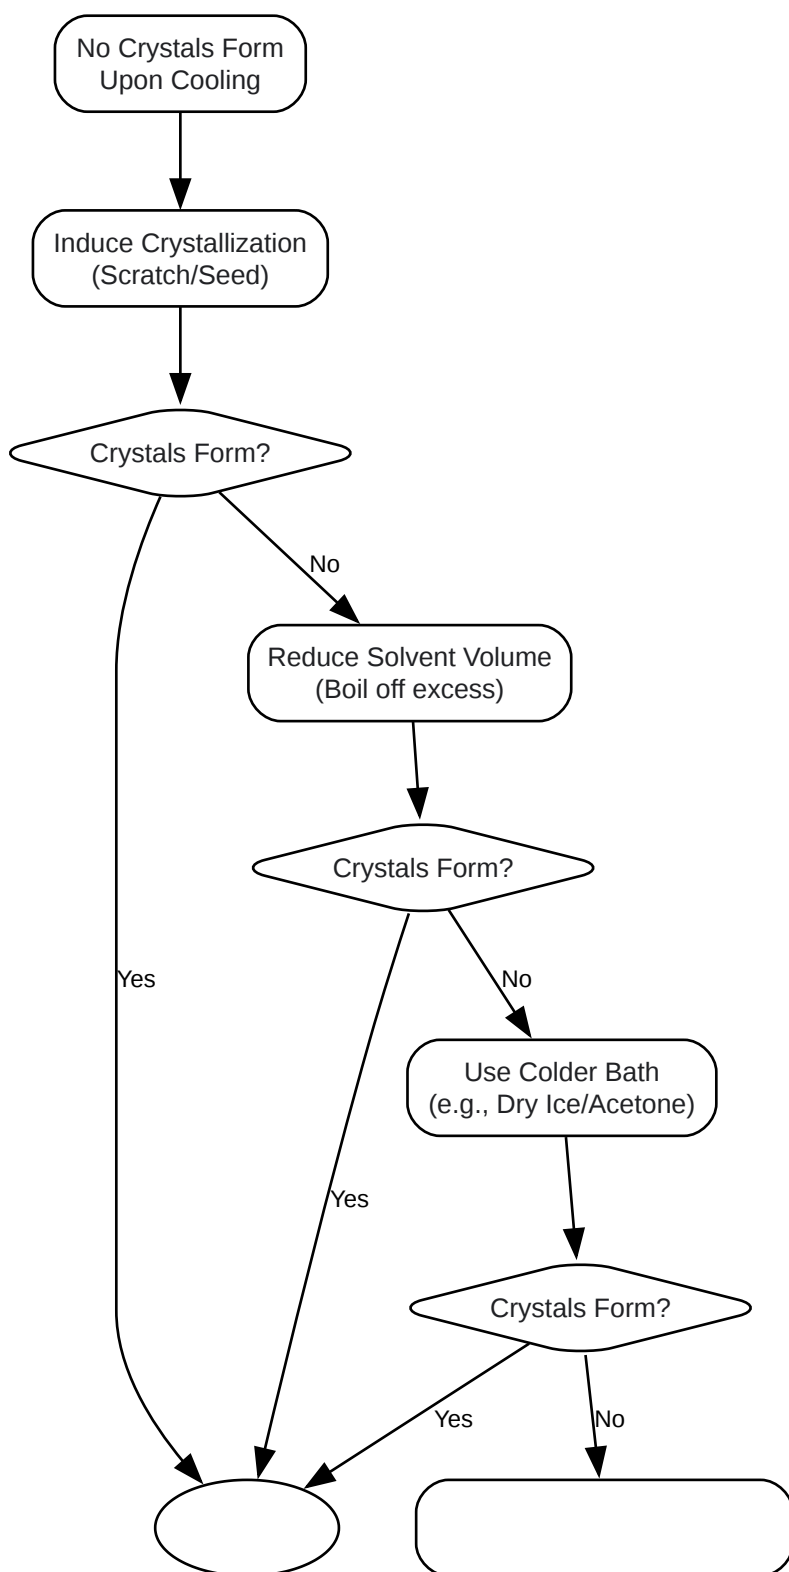 No Crystals Form
Upon Cooling
Induce Crystallization
(Scratch/Seed)
Crystals Form?
No
Reduce Solvent Volume
(Boil off excess)
Crystals Form?
Yes
No
Use Colder Bath
(e.g., Dry Ice/Acetone)
Yes
Crystals Form?
Yes
No